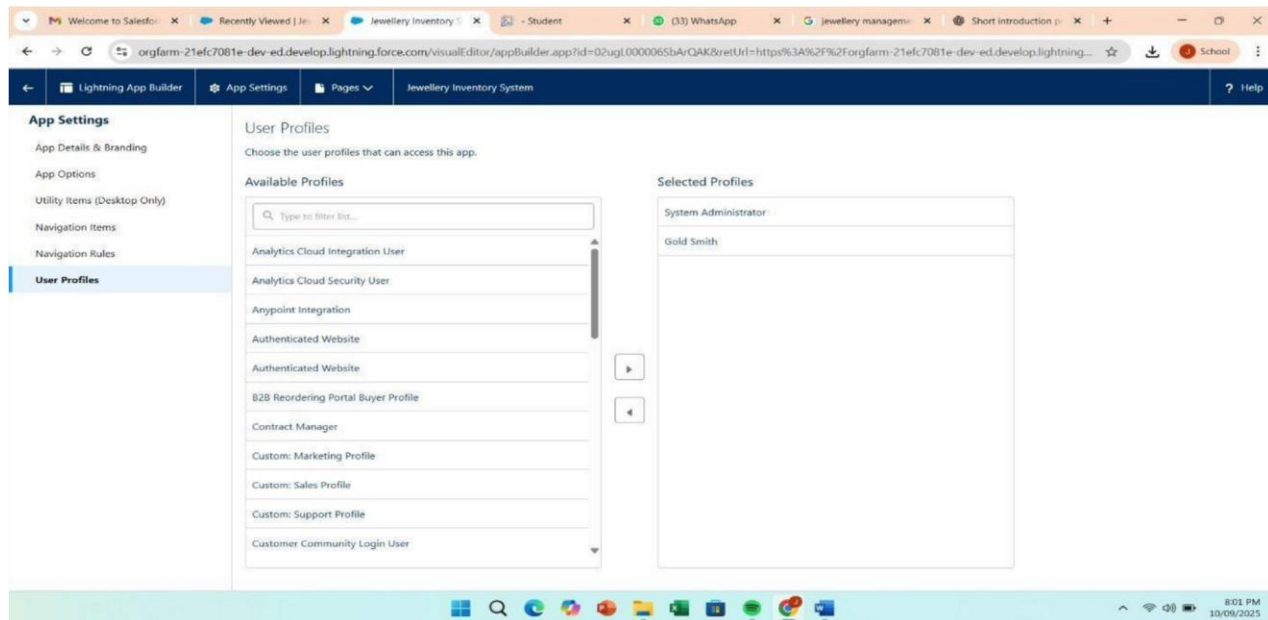 Welcome to Salesfor
Recently Viewed | Je
Jewellery Inventory S
- Student
(33) WhatsApp
jewellery manageme
Short introduction p
orgfarm-21efc7081e-dev-ed.develop.lightning.force.com/visualEditor/appBuilder.app?id=02ugL000006SbArQAK&retUrl=https%3A%2F%2Forgfarm-21efc7081e-dev-ed.develop.lightning...
J School
Lightning App Builder
App Settings
Pages
Jewellery Inventory System
? Help
App Settings
App Details & Branding
App Options
Utility Items (Desktop Only)
Navigation Items
Navigation Rules
User Profiles
User Profiles
Choose the user profiles that can access this app.
Available Profiles
Type to filter list...
Analytics Cloud Integration User
Analytics Cloud Security User
Anypoint Integration
Authenticated Website
Authenticated Website
B2B Reordering Portal Buyer Profile
Contract Manager
Custom: Marketing Profile
Custom: Sales Profile
Custom: Support Profile
Customer Community Login User
Selected Profiles
System Administrator
Gold Smith
8:01 PM
10/09/2025